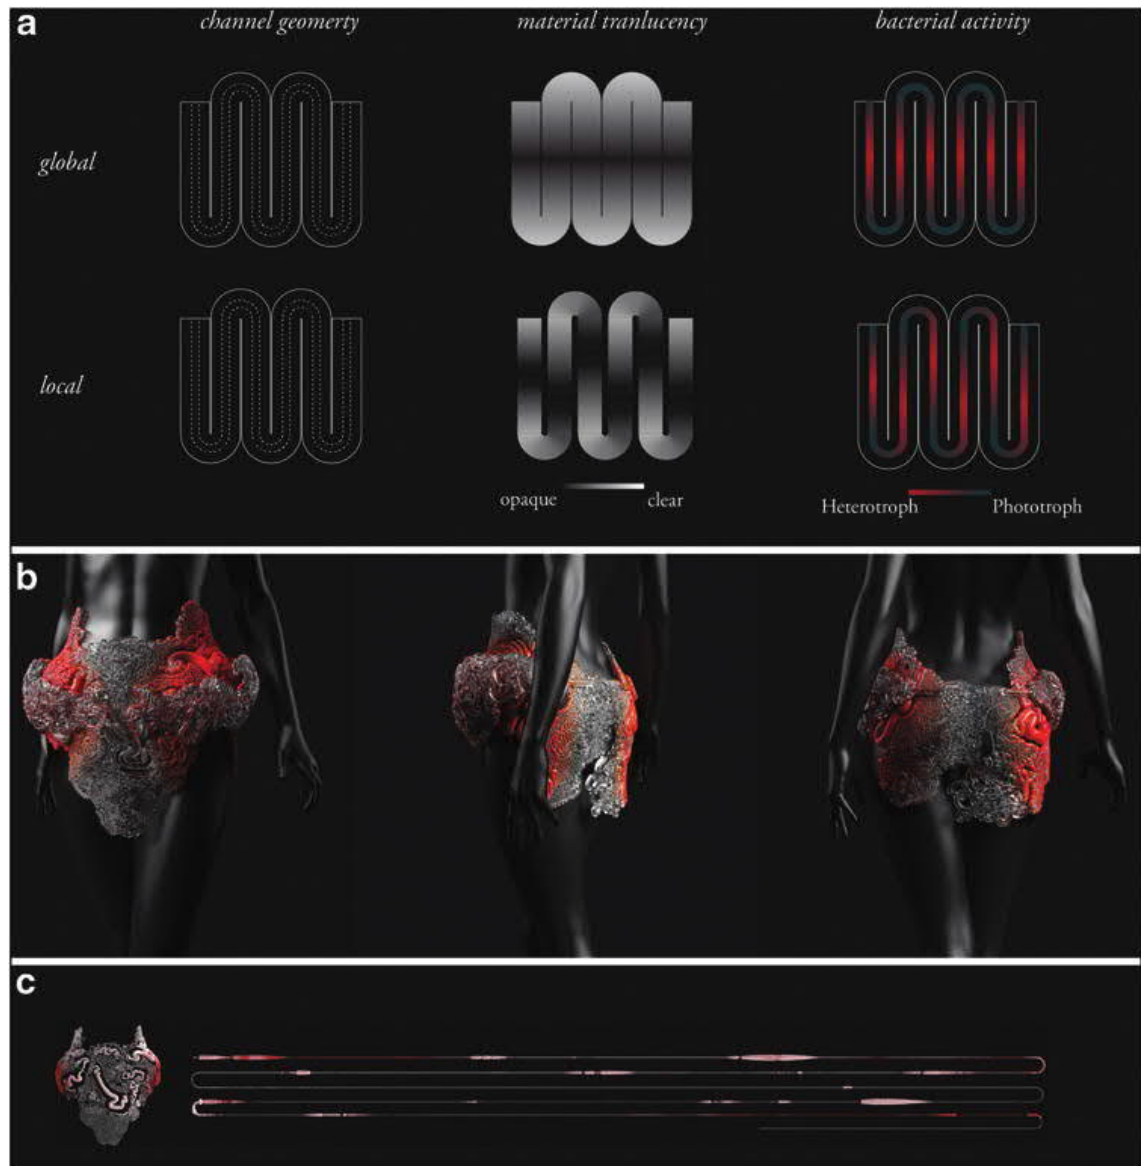 a
channel geomerty material tranlucency bacterial activity
global
local
opaque clear
Heterotroph Phototroph
b
c